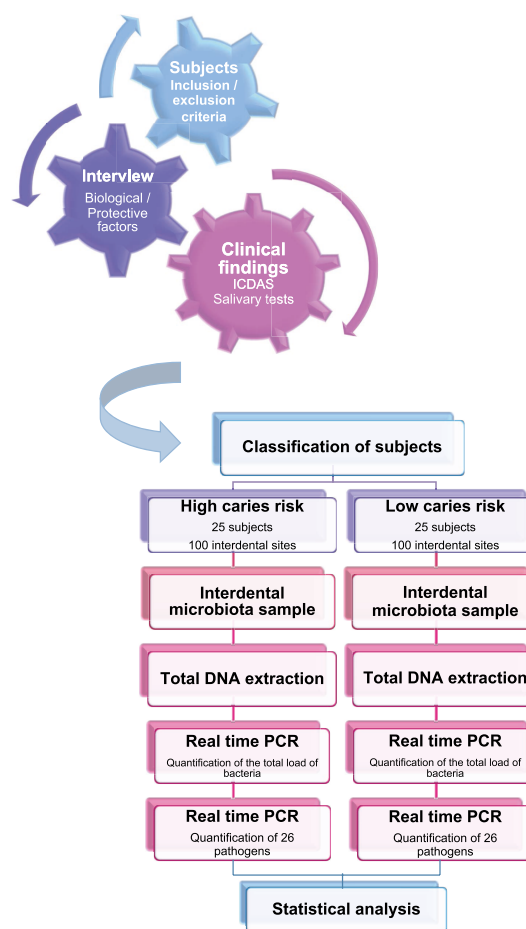 Subjects
Inclusion /
exclusion
criteria
Interview
Biological /
Protective
factors
Clinical
findings
ICDAS
Salivary tests
Classification of subjects
High caries risk
25 subjects
100 interdental sites
Low caries risk
25 subjects
100 interdental sites
Interdental
microbiota sample
Interdental
microbiota sample
Total DNA extraction
Total DNA extraction
Real time PCR
Quantification of the total load of
bacteria
Real time PCR
Quantification of the total load of
bacteria
Real time PCR
Quantification of 26
pathogens
Real time PCR
Quantification of 26
pathogens
Statistical analysis